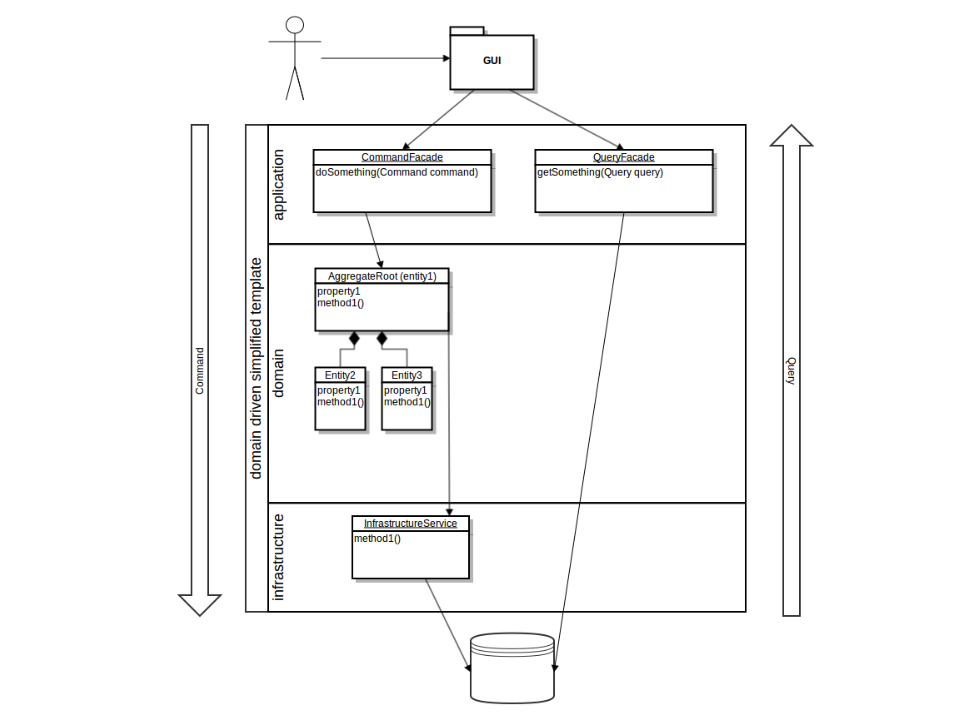 GUI
domain driven simplified template
application
CommandFacade
doSomething(Command command)
QueryFacade
getSomething(Query query)
Command
Query
domain
AggregateRoot (entity1)
property1
method1()
Entity2
property1
method1()
Entity3
property1
method1()
infrastructure
InfrastructureService
method1()